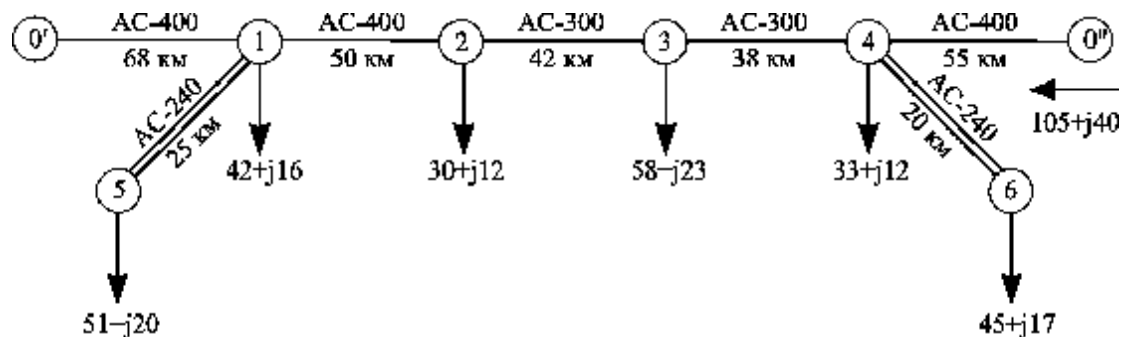 АС-400 АС-400 АС-300 АС-300 АС-400
0' 1 2 3 4 0"
68 км 50 км 42 км 38 км 55 км
АС-240 АС-240
25 км 20 км
105+j40
42+j16 30+j12 58−j23 33+j12
5 6
51−j20 45+j17